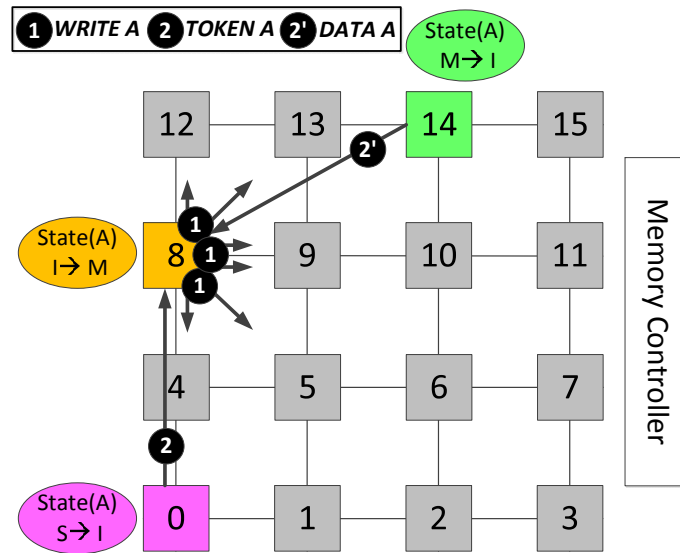 1 WRITE A 2 TOKEN A 2' DATA A
State(A)
M→ I
12 13 14 15
2'
1
State(A)
I→ M
8 9 10 11
1
1
4 5 6 7
2
State(A)
S→ I
0 1 2 3
Memory Controller